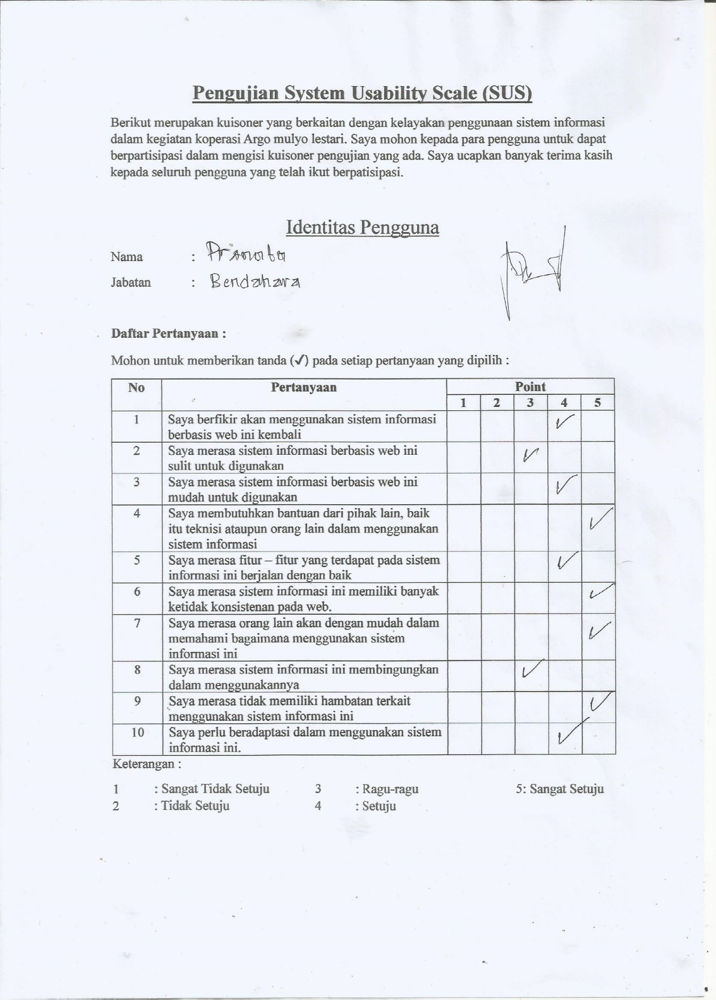 Pengujian System Usability Scale (SUS)
Berikut merupakan kuisoner yang berkaitan dengan kelayakan penggunaan sistem informasi
dalam kegiatan koperasi Argo mulyo lestari. Saya mohon kepada para pengguna untuk dapat
berpartisipasi dalam mengisi kuisoner pengujian yang ada. Saya ucapkan banyak terima kasih
kepada seluruh pengguna yang telah ikut berpatisipasi.
Identitas Pengguna
Nama :
Jabatan : Bendahara
Daftar Pertanyaan :
Mohon untuk memberikan tanda (✓) pada setiap pertanyaan yang dipilih :
No Pertanyaan Point
1 2 3 4 5
1 Saya berfikir akan menggunakan sistem informasi ✓
berbasis web ini kembali
2 Saya merasa sistem informasi berbasis web ini ✓
sulit untuk digunakan
3 Saya merasa sistem informasi berbasis web ini ✓
mudah untuk digunakan
4 Saya membutuhkan bantuan dari pihak lain, baik ✓
itu teknisi ataupun orang lain dalam menggunakan
sistem informasi
5 Saya merasa fitur – fitur yang terdapat pada sistem ✓
informasi ini berjalan dengan baik
6 Saya merasa sistem informasi ini memiliki banyak ✓
ketidak konsistenan pada web.
7 Saya merasa orang lain akan dengan mudah dalam ✓
memahami bagaimana menggunakan sistem
informasi ini
8 Saya merasa sistem informasi ini membingungkan ✓
dalam menggunakannya
9 Saya merasa tidak memiliki hambatan terkait ✓
menggunakan sistem informasi ini
10 Saya perlu beradaptasi dalam menggunakan sistem ✓
informasi ini.
Keterangan :
1 : Sangat Tidak Setuju 3 : Ragu-ragu 5: Sangat Setuju
2 : Tidak Setuju 4 : Setuju